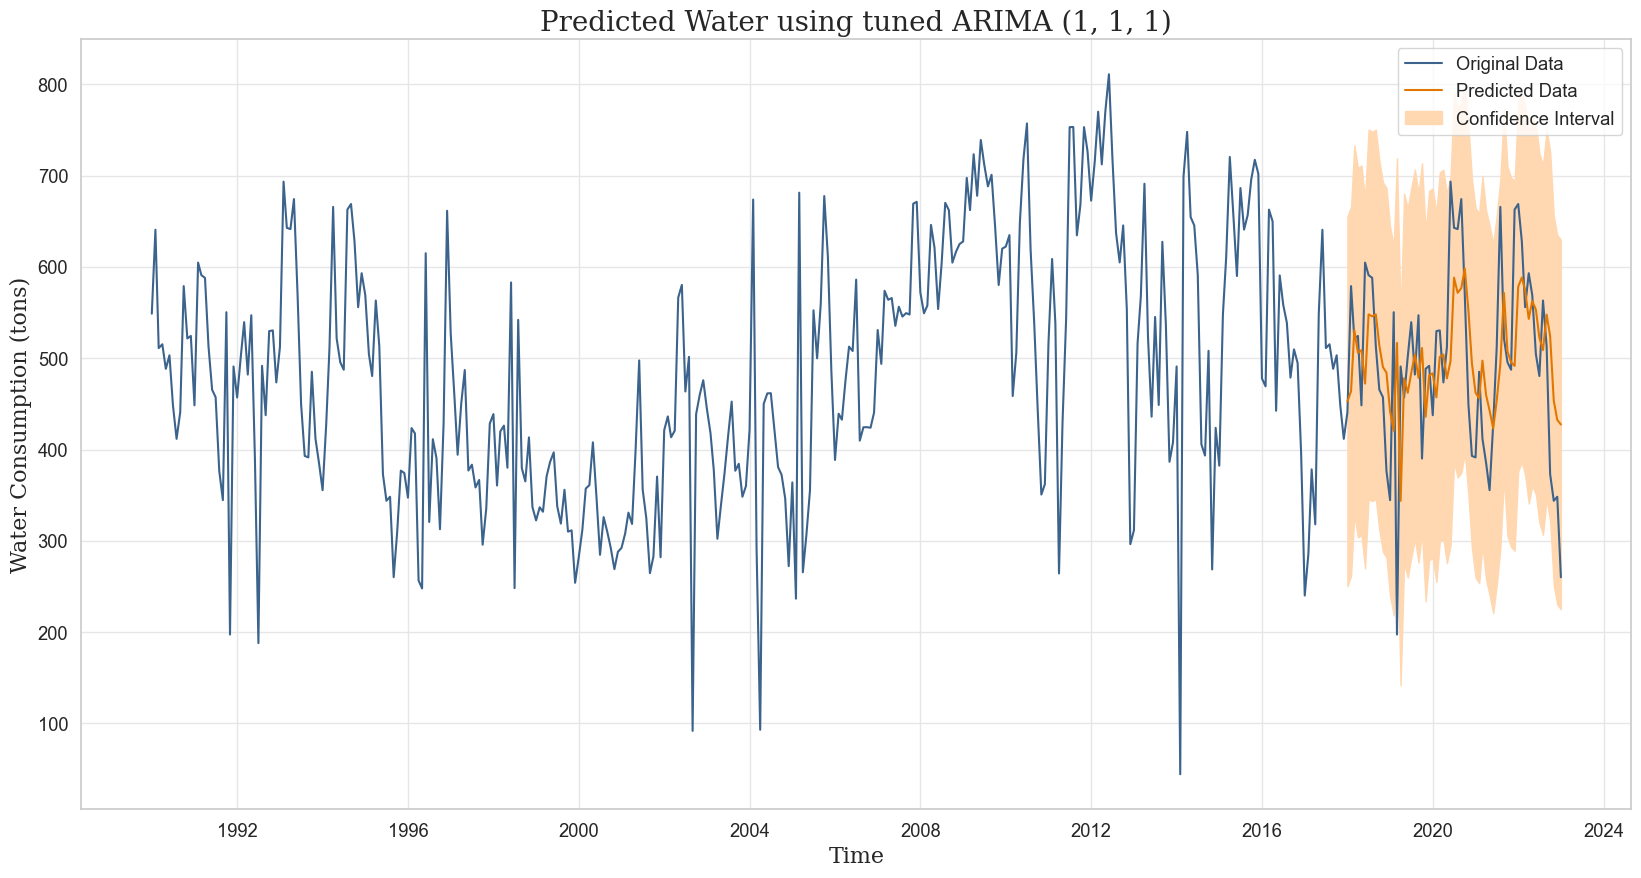 Predicted Water using tuned ARIMA (1, 1, 1)
Original Data
Predicted Data
Confidence Interval
Water Consumption (tons)
800
700
600
500
400
300
200
100
1992
1996
2000
2004
2008
2012
2016
2020
2024
Time